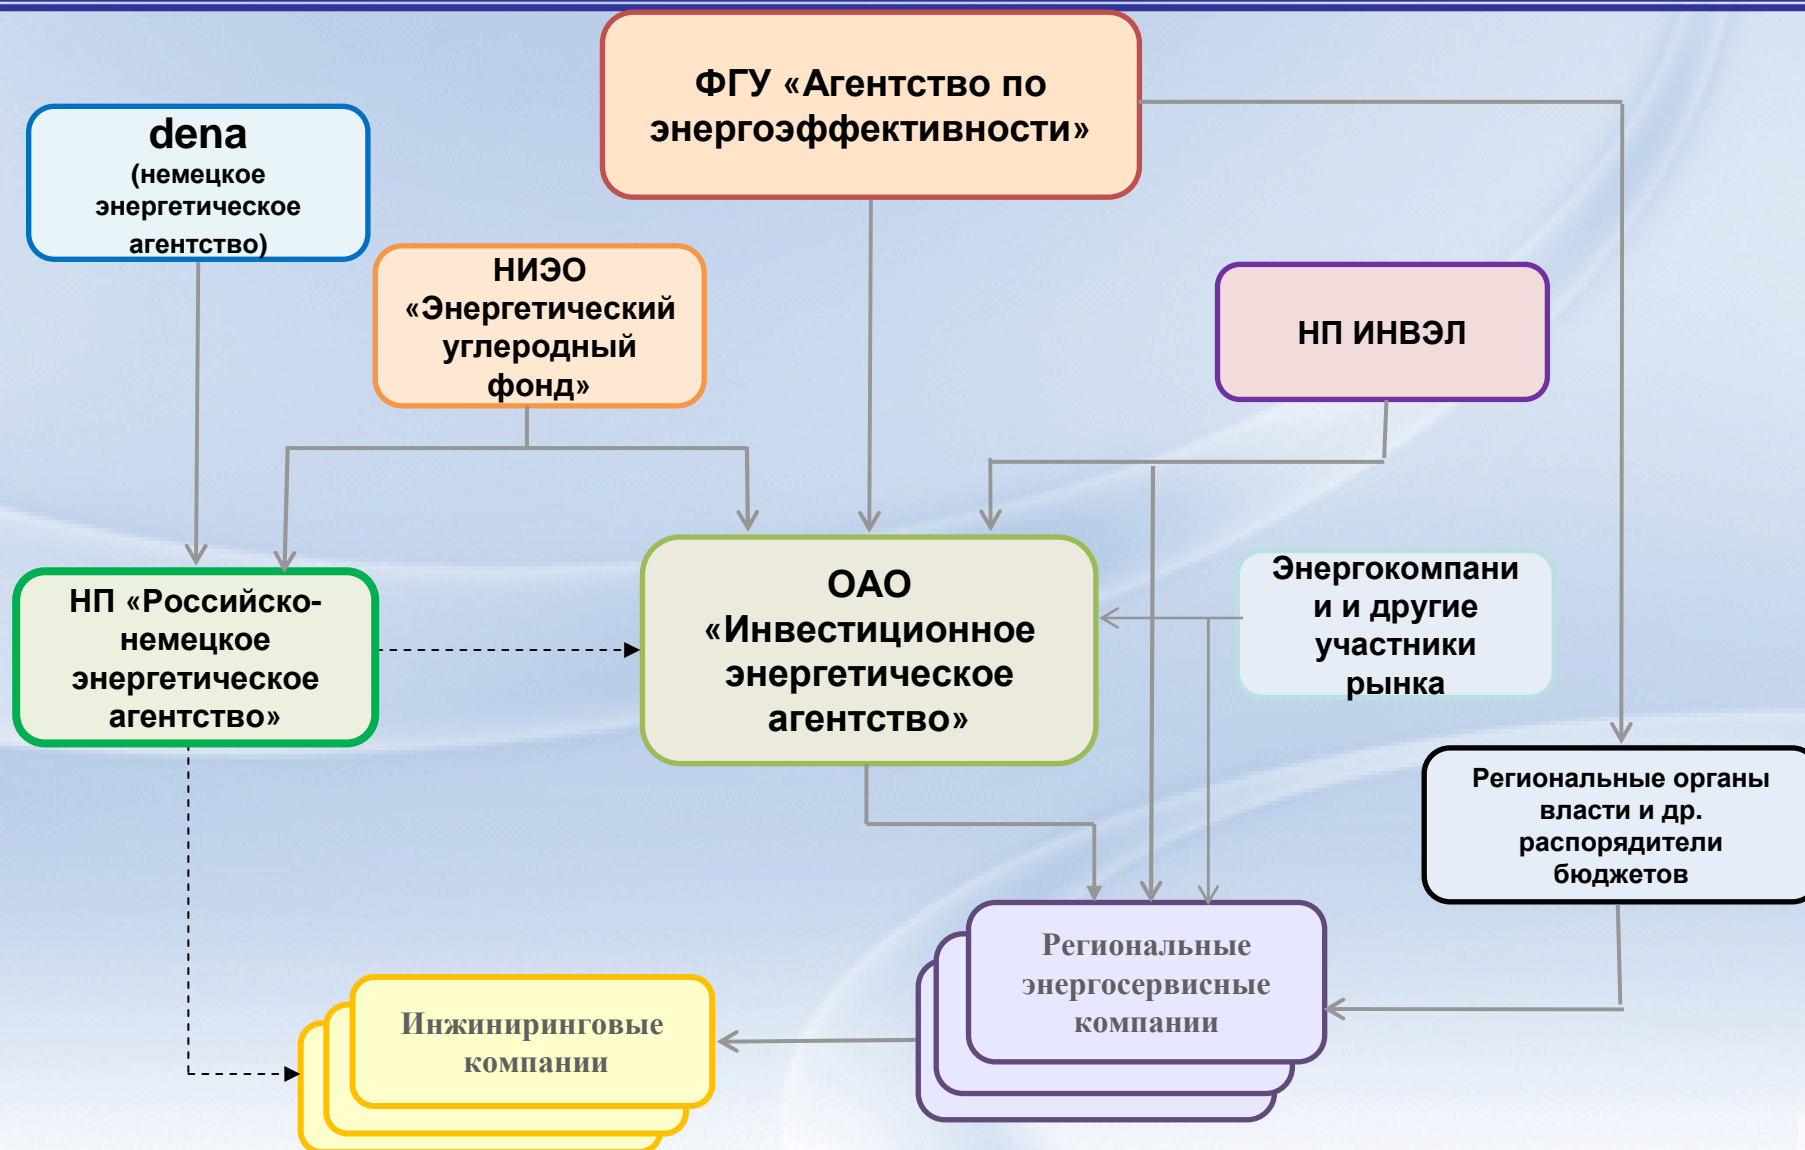 ФГУ «Агентство по
энергоэффективности»
dena
(немецкое
энергетическое
агентство)
НИЭО
«Энергетический
углеродный
фонд»
НП ИНВЭЛ
НП «Российско-
немецкое
энергетическое
агентство»
ОАО
«Инвестиционное
энергетическое
агентство»
Энергокомпани
и и другие
участники
рынка
Региональные органы
власти и др.
распорядители
бюджетов
Региональные
энергосервисные
компании
Инжиниринговые
компании